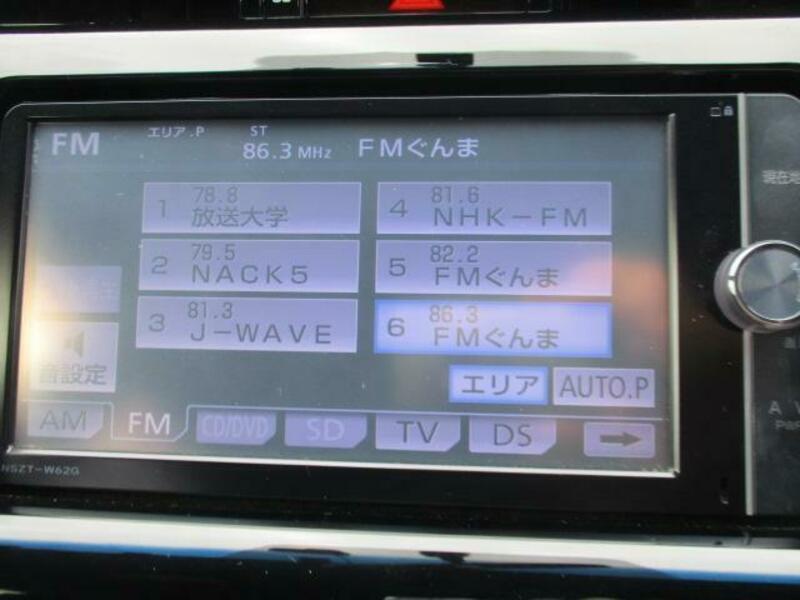 FM エリア.P ST 86.3 MHz FMぐんま
現在地
1 78.8 放送大学
4 81.6 NHK-FM
2 79.5 NACK5
5 82.2 FMぐんま
3 81.3 J-WAVE
6 86.3 FMぐんま
音設定
エリア AUTO.P
AM FM CD/DVD SD TV DS
NSZT-W62G